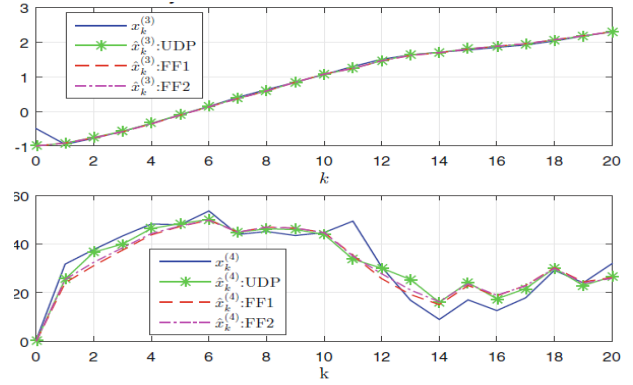 3
2
1
0
-1
x_k^{(3)}
x̂_k^{(3)}:UDP
x̂_k^{(3)}:FF1
x̂_k^{(3)}:FF2
0 2 4 6 8 10 12 14 16 18 20
k
60
40
20
0
x_k^{(4)}
x̂_k^{(4)}:UDP
x̂_k^{(4)}:FF1
x̂_k^{(4)}:FF2
0 2 4 6 8 10 12 14 16 18 20
k